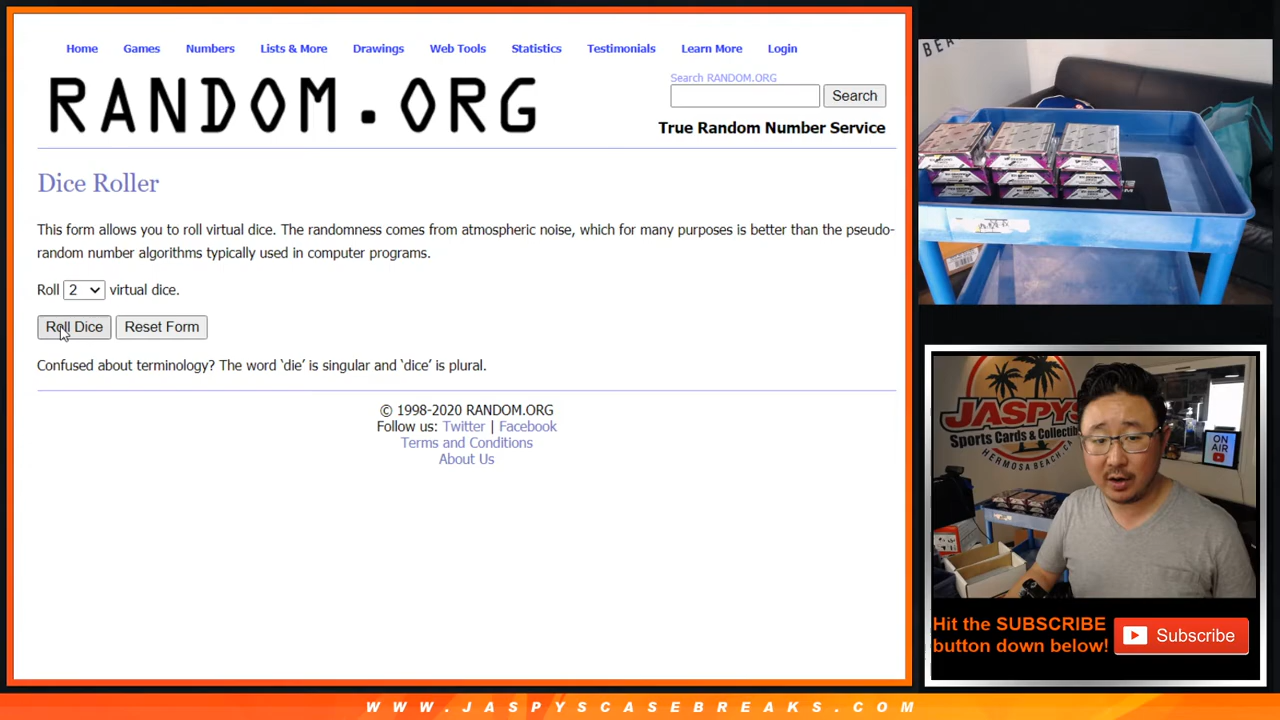 Home Games Numbers Lists & More Drawings Web Tools Statistics Testimonials Learn More Login
Search RANDOM.ORG
RANDOM.ORG
Search
True Random Number Service
Dice Roller
This form allows you to roll virtual dice. The randomness comes from atmospheric noise, which for many purposes is better than the pseudo-
random number algorithms typically used in computer programs.
Roll 2 virtual dice.
Roll Dice Reset Form
Confused about terminology? The word ‘die’ is singular and ‘dice’ is plural.
© 1998-2020 RANDOM.ORG
Follow us: Twitter | Facebook
Terms and Conditions
About Us
JASPYS
Sports Cards & Collectib
HERMOSA BEACH, CA
ON
AIR
Hit the SUBSCRIBE
button down below!
Subscribe
WWW.JASPYSCASEBREAKS.COM